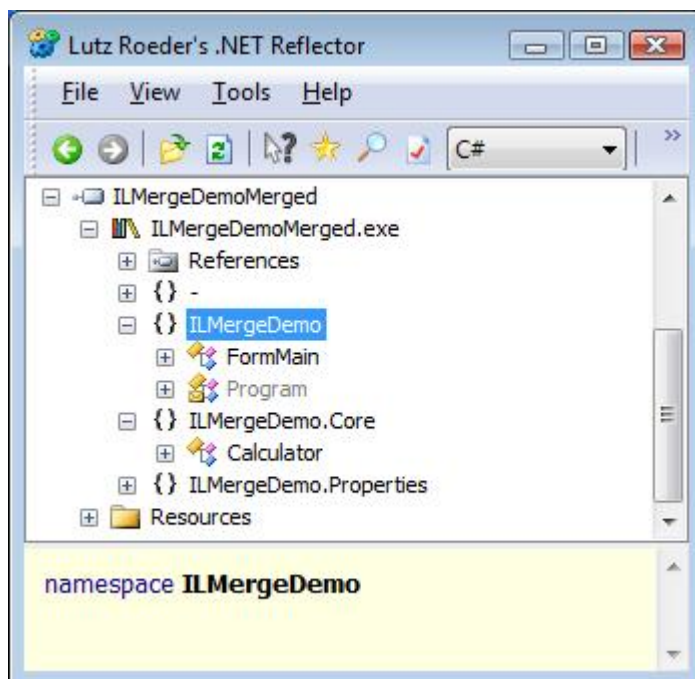 Lutz Roeder's .NET Reflector
File View Tools Help
C#
ILMergeDemoMerged
ILMergeDemoMerged.exe
References
{} -
{} ILMergeDemo
FormMain
Program
{} ILMergeDemo.Core
Calculator
{} ILMergeDemo.Properties
Resources
namespace ILMergeDemo